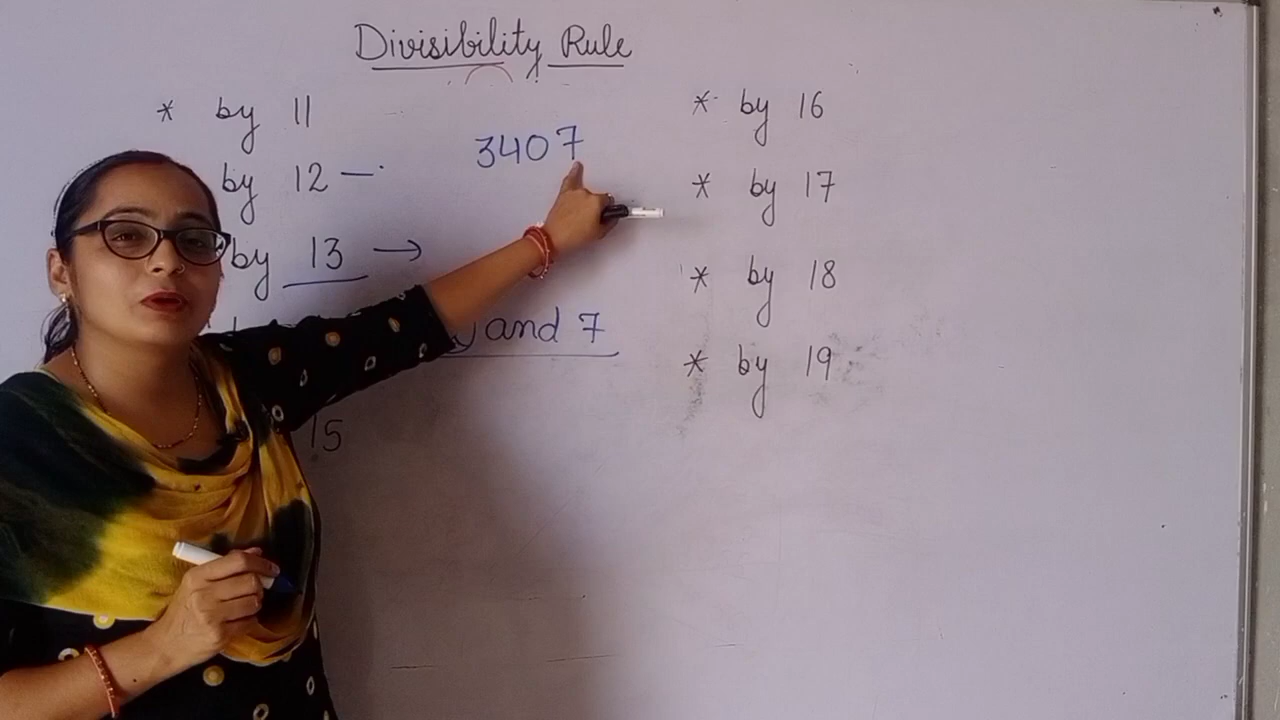 Divisibility Rule
* by 11
by 12 —
3407
by 13 →
and 7
15
* by 16
* by 17
* by 18
* by 19